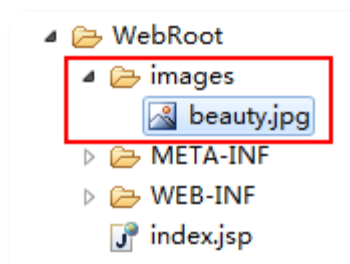 WebRoot
images
beauty.jpg
META-INF
WEB-INF
index.jsp